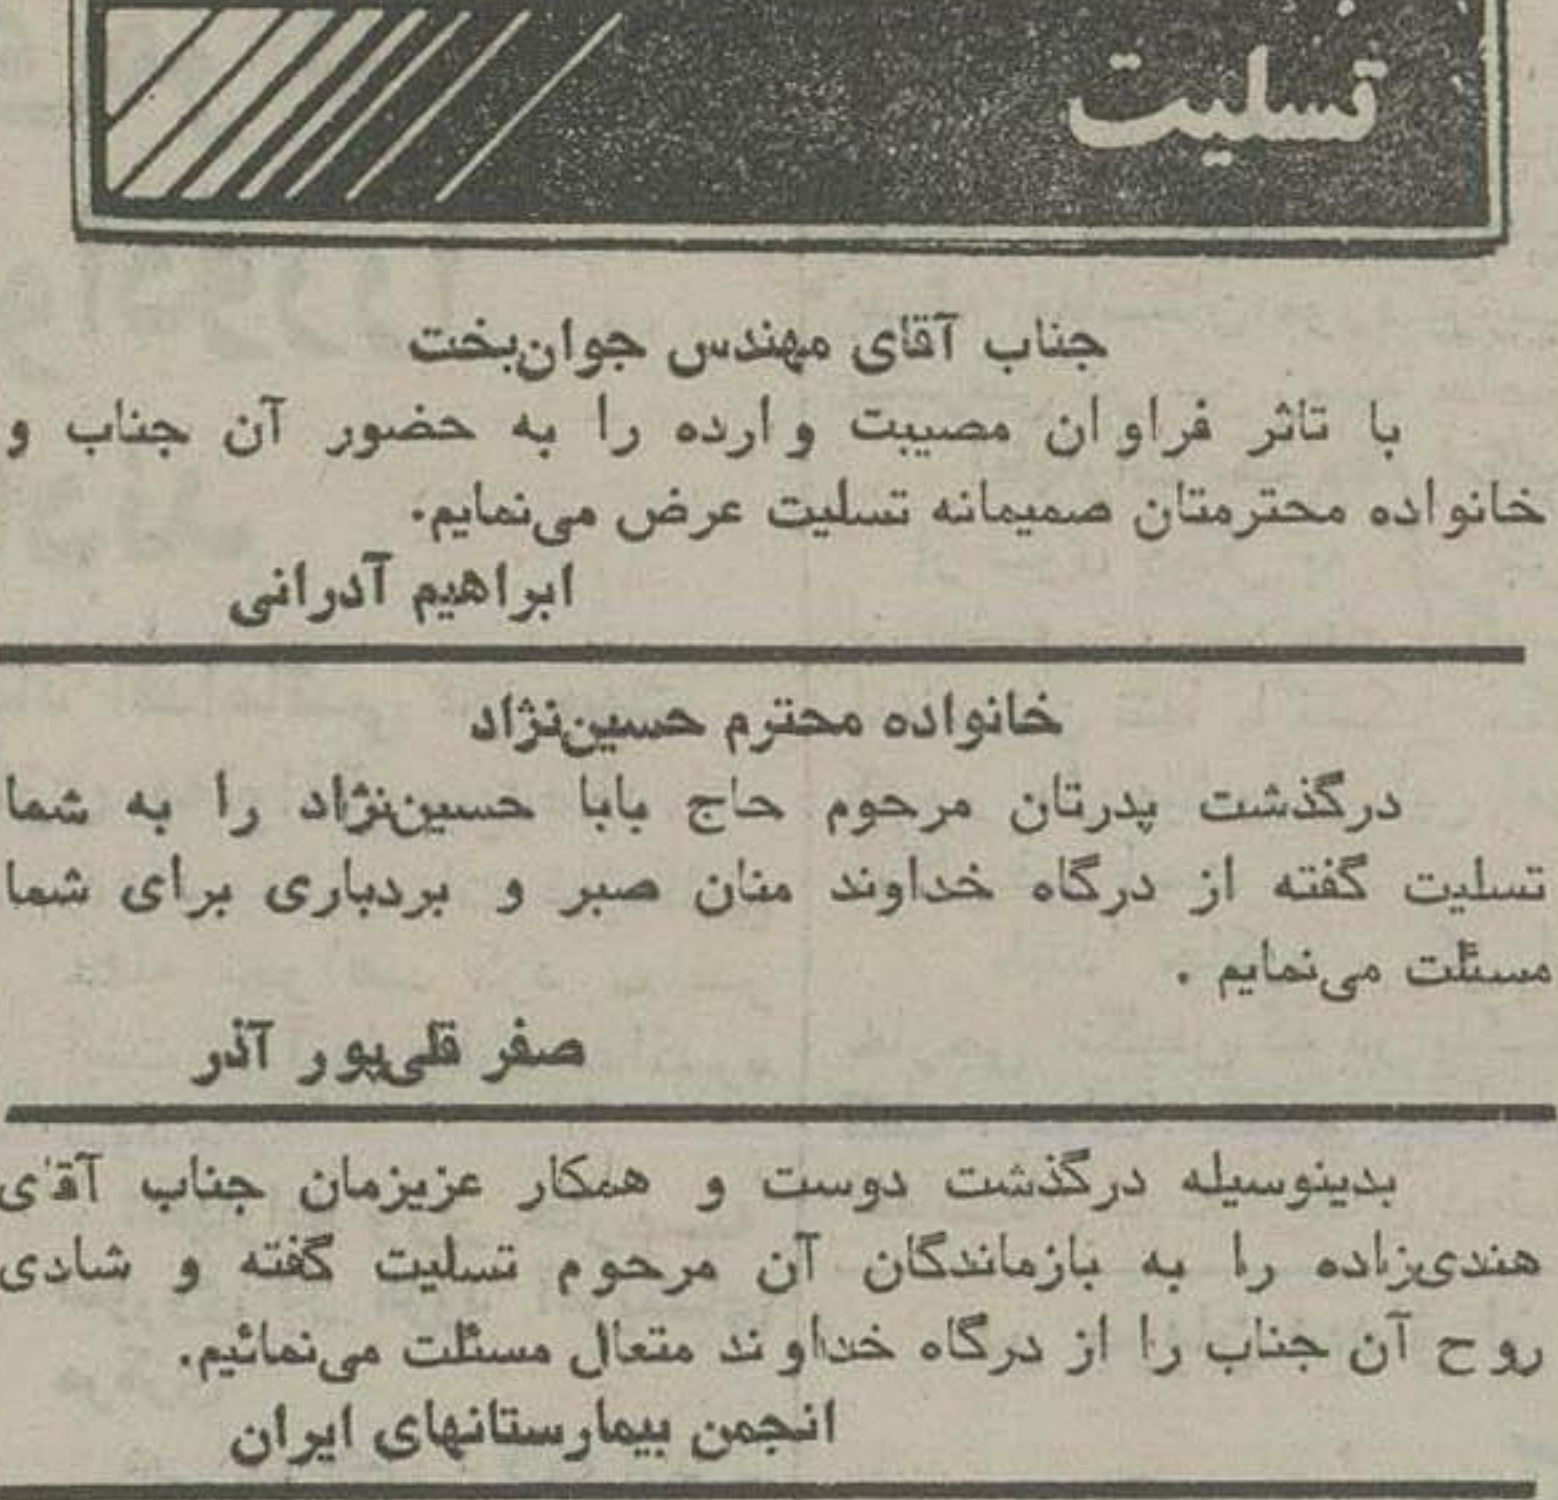 تسلیت
جناب آقای مهندس جوان‌بخت
با تاثر فراوان مصیبت وارده را به حضور آن جناب و
خانواده محترمتان صمیمانه تسلیت عرض می‌نمایم.
ابراهیم آدرانی
خانواده محترم حسین‌نژاد
درگذشت پدرتان مرحوم حاج بابا حسین‌نژاد را به شما
تسلیت گفته از درگاه خداوند منان صبر و بردباری برای شما
مسئلت می‌نمایم .
صفر قلی‌پور آذر
بدینوسیله درگذشت دوست و همکار عزیزمان جناب آقای
هندی‌زاده را به بازماندگان آن مرحوم تسلیت گفته و شادی
روح آن جناب را از درگاه خداوند متعال مسئلت می‌نمائیم.
انجمن بیمارستانهای ایران